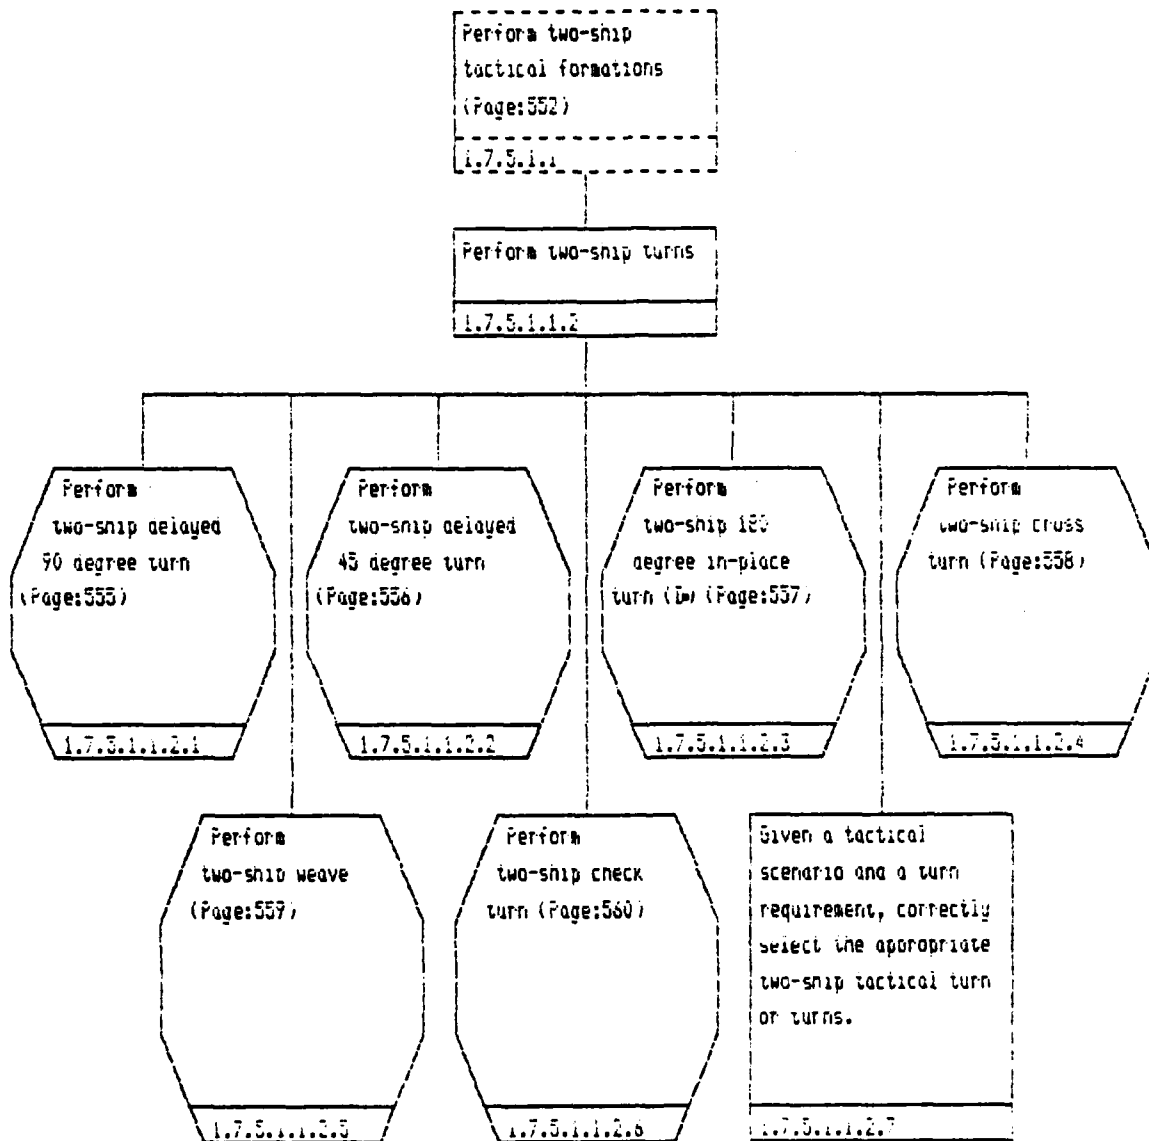 Perform two-ship
tactical formations
(Page:552)
1.7.5.1.1
Perform two-ship turns
1.7.5.1.1.2
Perform
two-ship delayed
90 degree turn
(Page:555)
1.7.5.1.1.2.1
Perform
two-ship delayed
45 degree turn
(Page:556)
1.7.5.1.1.2.2
Perform
two-ship 180
degree in-place
turn (Page:557)
1.7.5.1.1.2.3
Perform
two-ship cross
turn (Page:558)
1.7.5.1.1.2.4
Perform
two-ship weave
(Page:559)
1.7.5.1.1.2.5
Perform
two-ship check
turn (Page:560)
1.7.5.1.1.2.6
Given a tactical
scenario and a turn
requirement, correctly
select the appropriate
two-ship tactical turn
or turns.
1.7.5.1.1.2.7